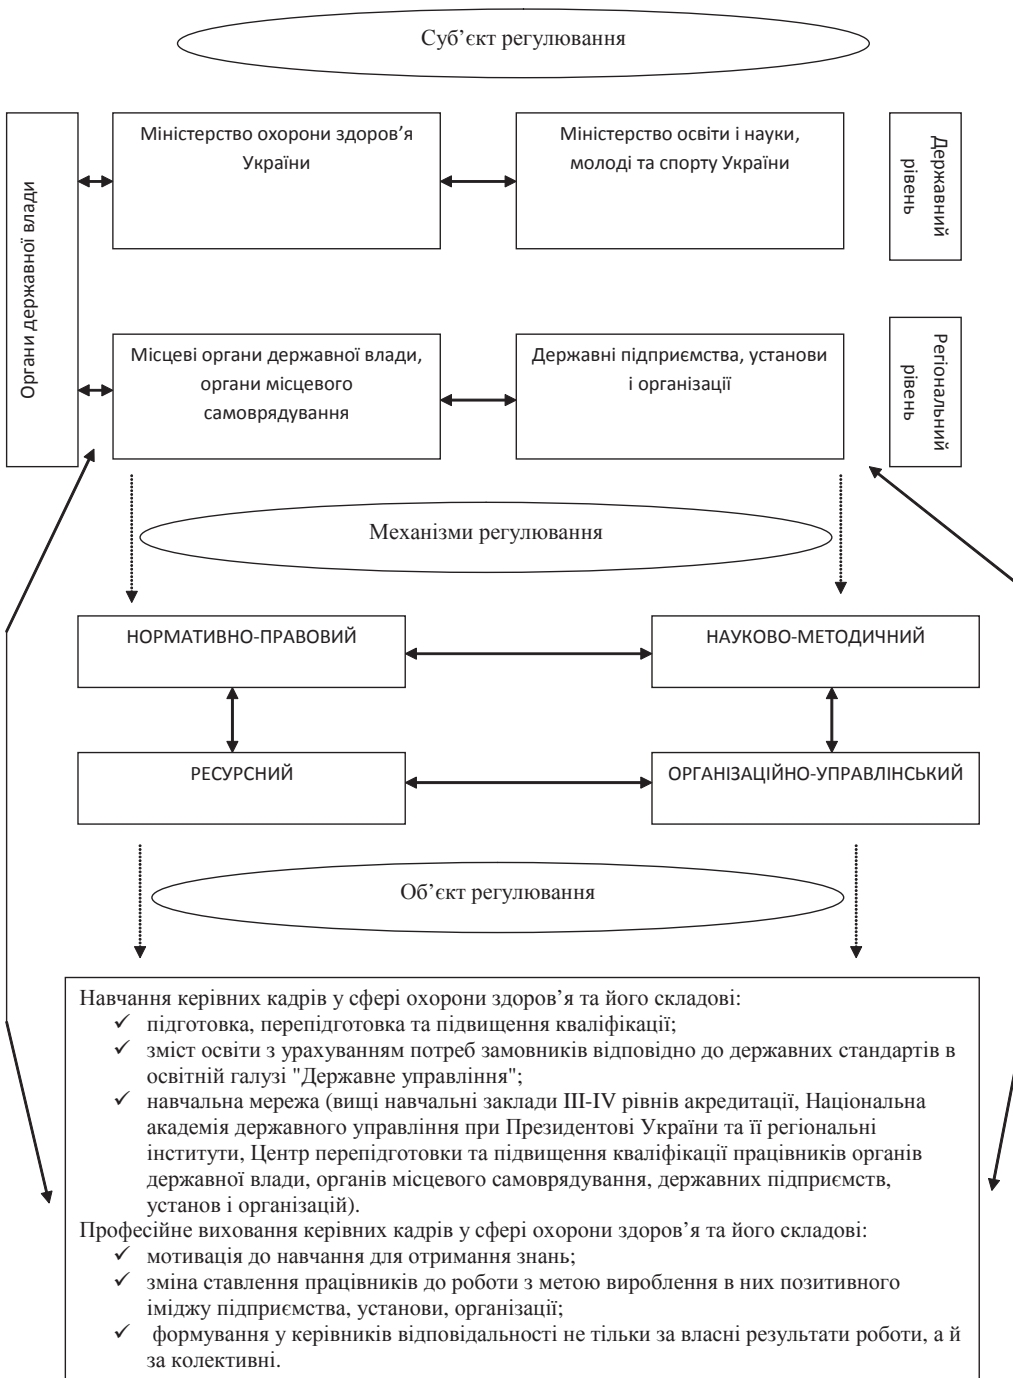 Суб’єкт регулювання
Органи державної влади
Міністерство охорони здоров’я
України
Міністерство освіти і науки,
молоді та спорту України
Державний
рівень
Місцеві органи державної влади,
органи місцевого
самоврядування
Державні підприємства, установи
і організації
Регіональний
рівень
Механізми регулювання
НОРМАТИВНО-ПРАВОВИЙ
НАУКОВО-МЕТОДИЧНИЙ
РЕСУРСНИЙ
ОРГАНІЗАЦІЙНО-УПРАВЛІНСЬКИЙ
Об’єкт регулювання
Навчання керівних кадрів у сфері охорони здоров’я та його складові:
✓ підготовка, перепідготовка та підвищення кваліфікації;
✓ зміст освіти з урахуванням потреб замовників відповідно до державних стандартів в
освітній галузі "Державне управління";
✓ навчальна мережа (вищі навчальні заклади III-IV рівнів акредитації, Національна
академія державного управління при Президентові України та її регіональні
інститути, Центр перепідготовки та підвищення кваліфікації працівників органів
державної влади, органів місцевого самоврядування, державних підприємств,
установ і організацій).
Професійне виховання керівних кадрів у сфері охорони здоров’я та його складові:
✓ мотивація до навчання для отримання знань;
✓ зміна ставлення працівників до роботи з метою вироблення в них позитивного
іміджу підприємства, установи, організації;
✓ формування у керівників відповідальності не тільки за власні результати роботи, а й
за колективні.